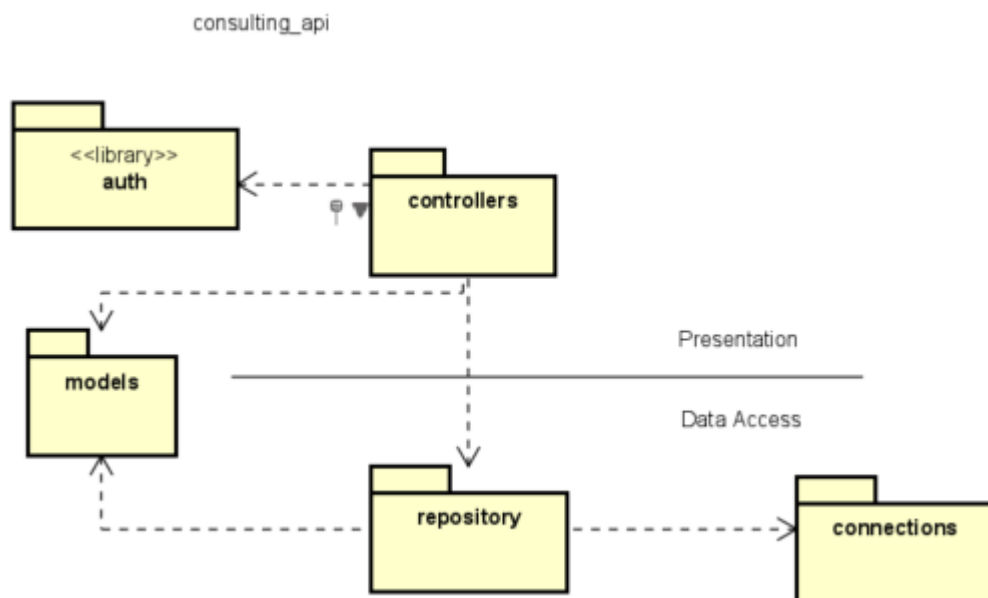 consulting_api
<<library>>
auth
controllers
Presentation
models
Data Access
repository
connections